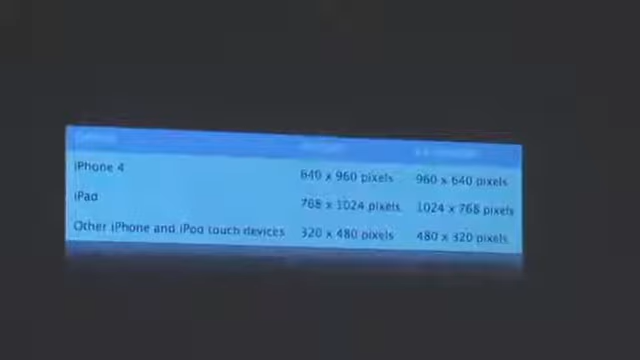 iPhone 4 640 x 960 pixels 960 x 640 pixels
iPad 768 x 1024 pixels 1024 x 768 pixels
Other iPhone and iPod touch devices 320 x 480 pixels 480 x 320 pixels